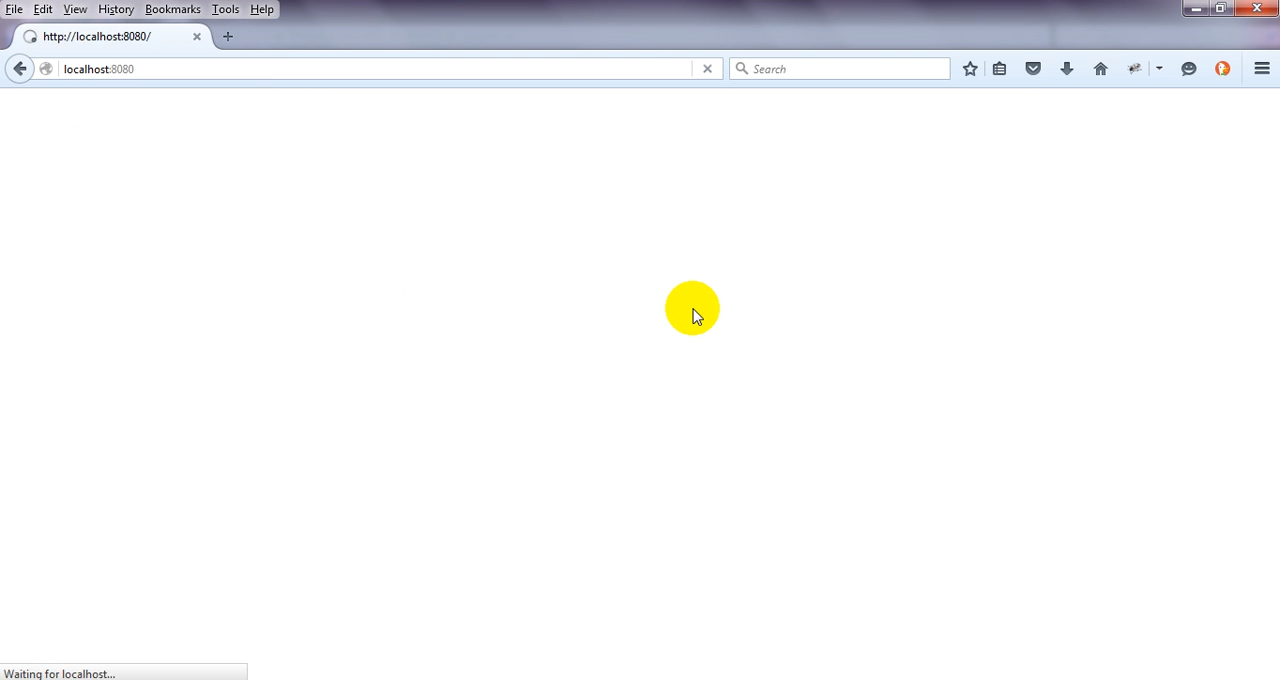 File Edit View History Bookmarks Tools Help
http://localhost:8080/
localhost:8080
Search
Waiting for localhost...